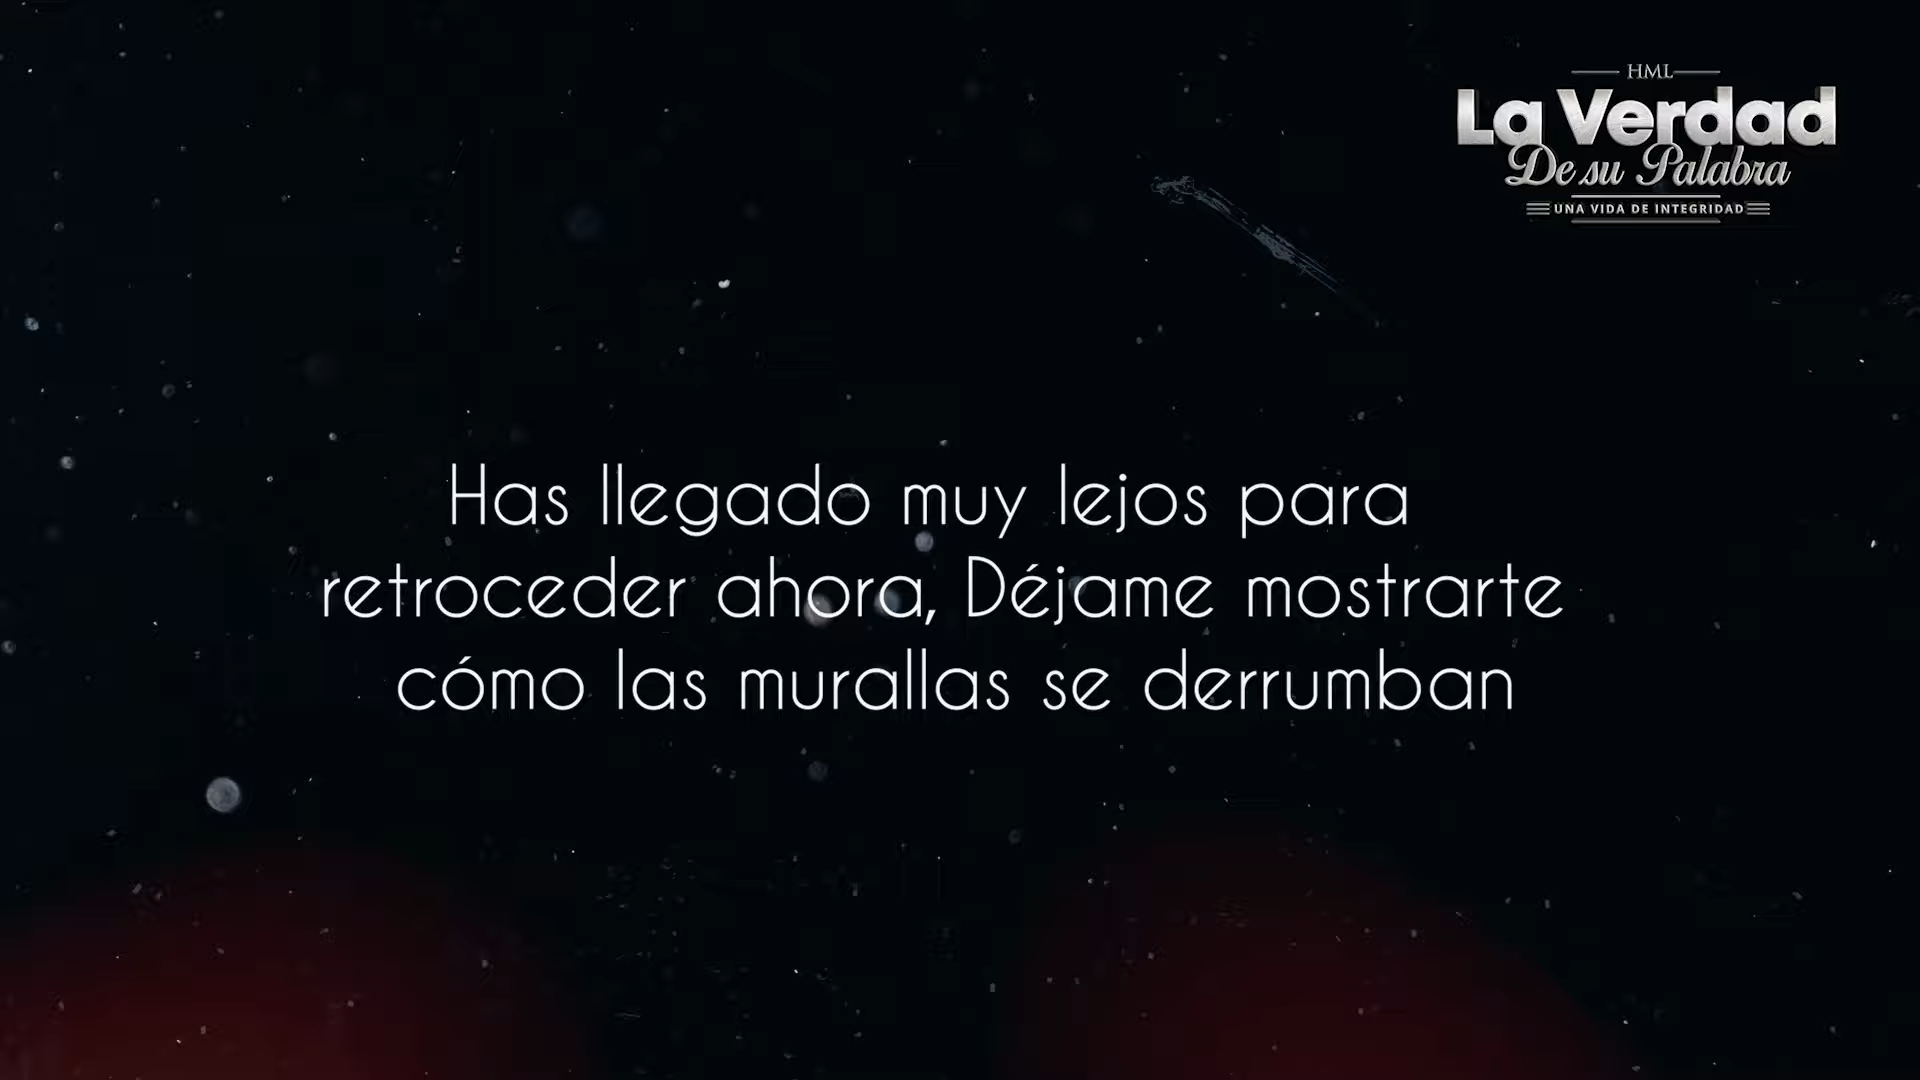 HML
La Verdad
De su Palabra
UNA VIDA DE INTEGRIDAD
Has llegado muy lejos para
retroceder ahora, Déjame mostrarte
cómo las murallas se derrumban